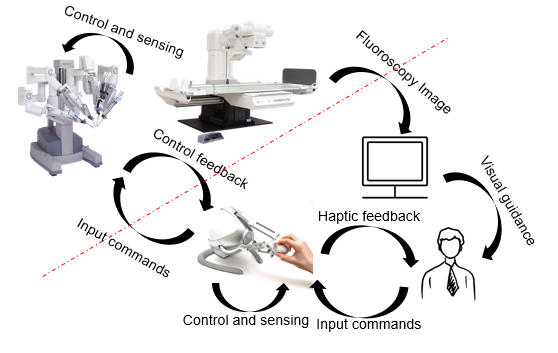 Control and sensing
Fluoroscopy Image
Control feedback
Visual guidance
Haptic feedback
Input commands
Control and sensing
Input commands